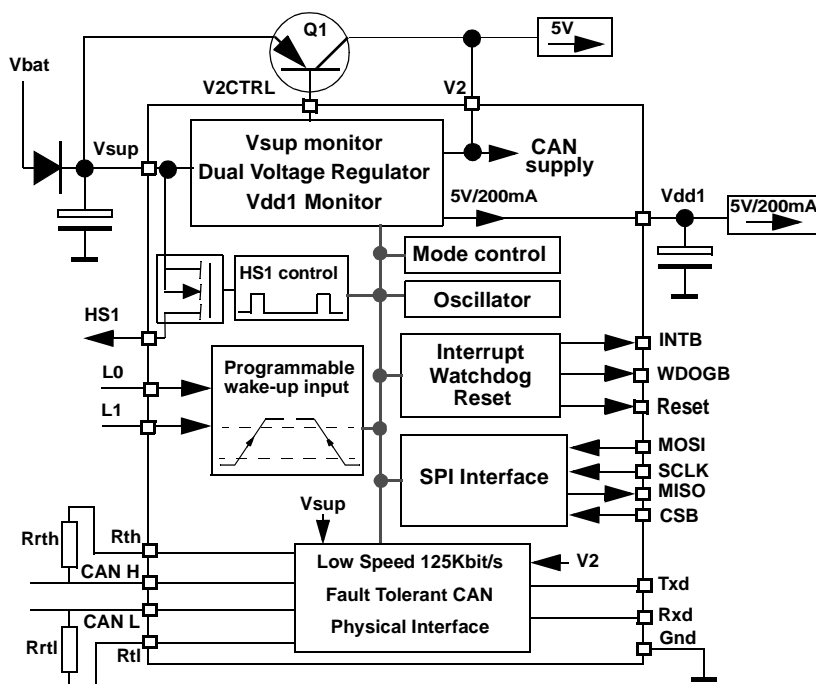 Q1
5V
Vbat
V2CTRL
V2
Vsup
Vsup monitor
Dual Voltage Regulator
Vdd1 Monitor
CAN
supply
5V/200mA
Vdd1
5V/200mA
Mode control
HS1 control
Oscillator
HS1
Programmable
wake-up input
L0
L1
Interrupt
Watchdog
Reset
INTB
WDOGB
Reset
SPI Interface
MOSI
SCLK
MISO
CSB
Vsup
V2
Rrth
Rth
CAN H
CAN L
Rrtl
Rtl
Low Speed 125Kbit/s
Fault Tolerant CAN
Physical Interface
Txd
Rxd
Gnd